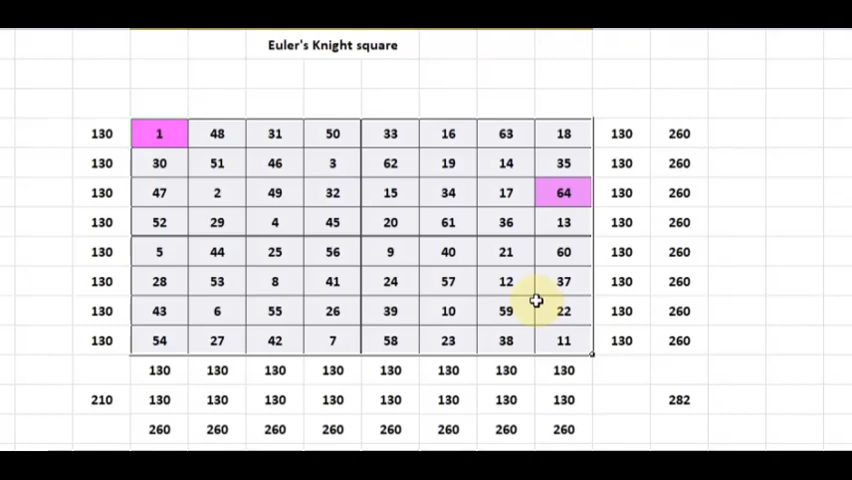 Euler's Knight square
130 1 48 31 50 33 16 63 18 130 260
130 30 51 46 3 62 19 14 35 130 260
130 47 2 49 32 15 34 17 64 130 260
130 52 29 4 45 20 61 36 13 130 260
130 5 44 25 56 9 40 21 60 130 260
130 28 53 8 41 24 57 12 37 130 260
130 43 6 55 26 39 10 59 22 130 260
130 54 27 42 7 58 23 38 11 130 260
130 130 130 130 130 130 130 130
210 130 130 130 130 130 130 130 130 282
260 260 260 260 260 260 260 260